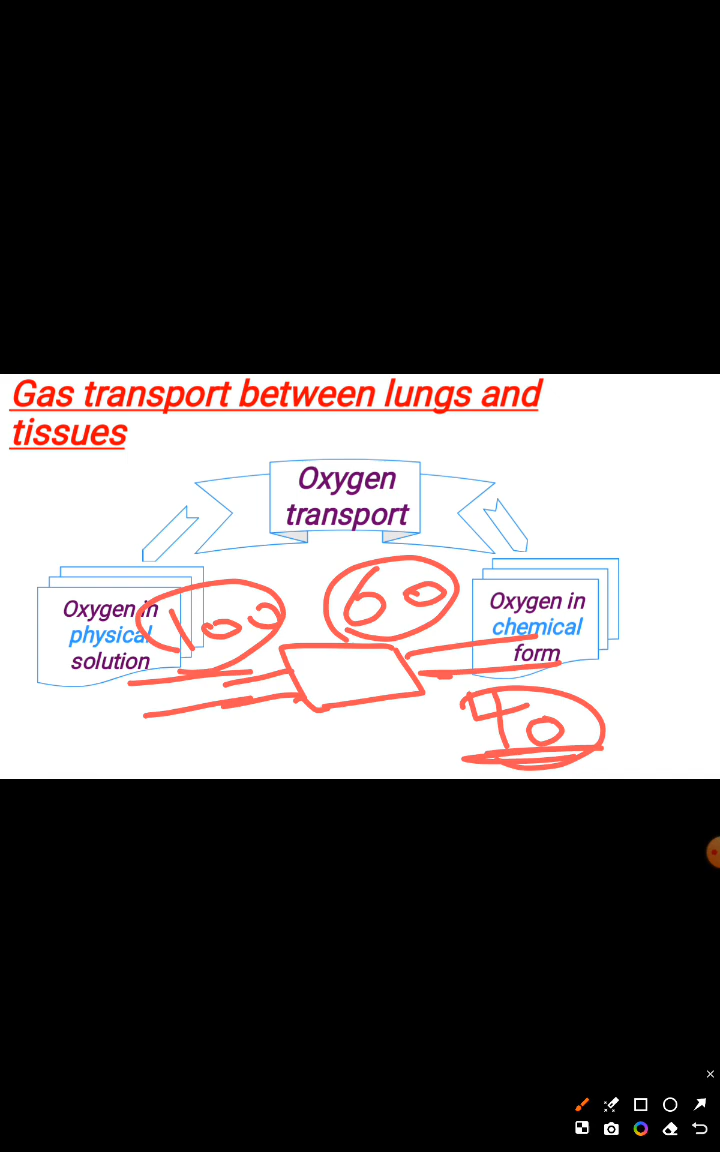 Gas transport between lungs and
tissues
Oxygen
transport
Oxygen in
physical
solution
100
60
Oxygen in
chemical
form
40